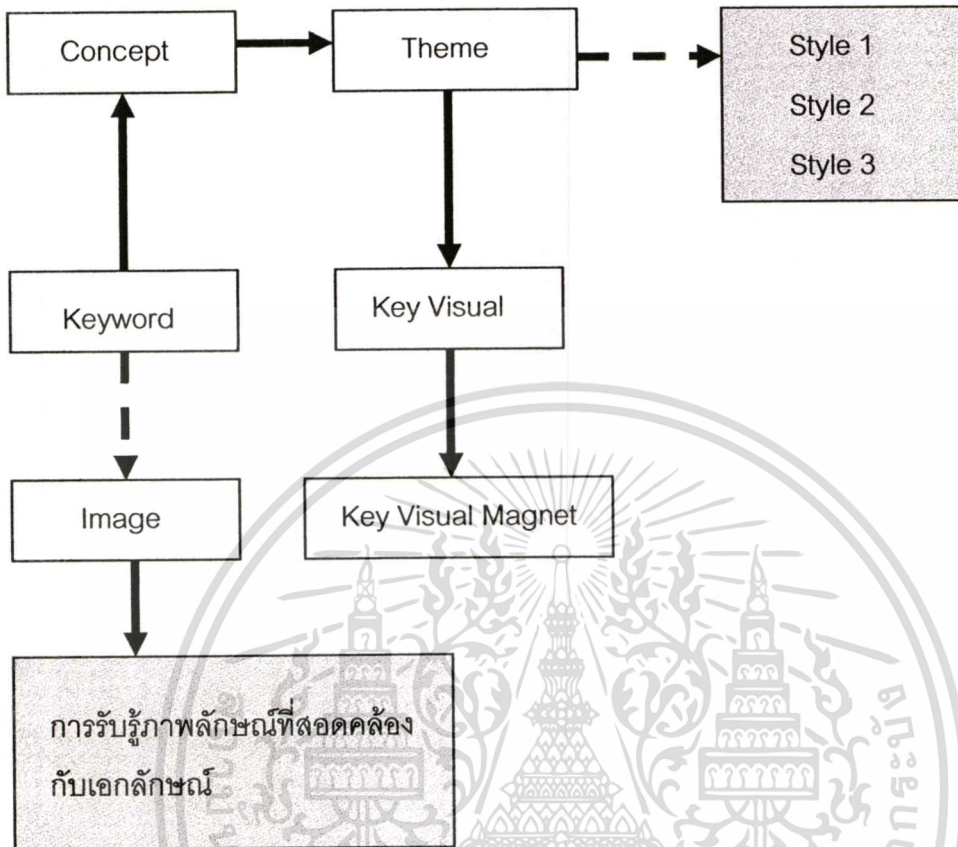 Concept
Theme
Style 1
Style 2
Style 3
Keyword
Key Visual
Image
Key Visual Magnet
การรับรู้ภาพลักษณ์ที่สอดคล้อง
กับเอกลักษณ์